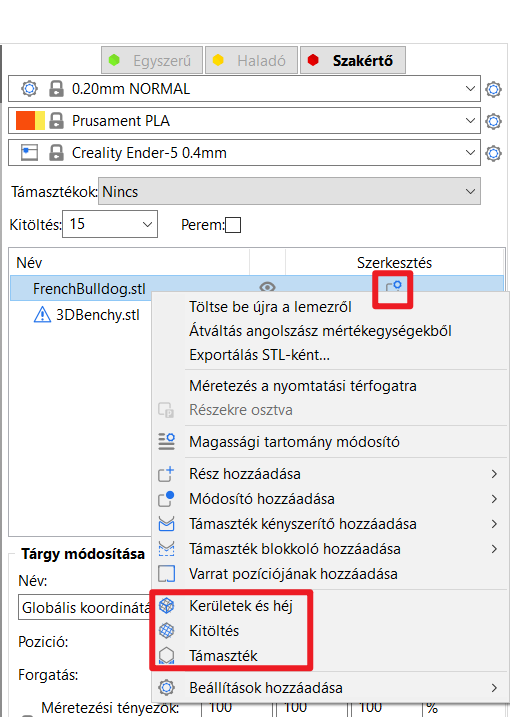 Egyszerű Haladó Szakértő
0.20mm NORMAL
Prusament PLA
Creality Ender-5 0.4mm
Támasztékok: Nincs
Kitöltés: 15 Perem:
Név Szerkesztés
FrenchBulldog.stl
3DBenchy.stl
Töltse be újra a lemezről
Átváltás angolszász mértékegységekből
Exportálás STL-ként...
Méretezés a nyomtatási térfogatra
Részekre osztva
Magassági tartomány módosító
Rész hozzáadása
Módosító hozzáadása
Támaszték kényszerítő hozzáadása
Támaszték blokkoló hozzáadása
Varrat pozíciójának hozzáadása
Kerületek és héj
Kitöltés
Támaszték
Beállítások hozzáadása
Tárgy módosítása
Név:
Globális koordinátá
Pozíció:
Forgatás:
Méretezési tényezők: 100 100 100 %